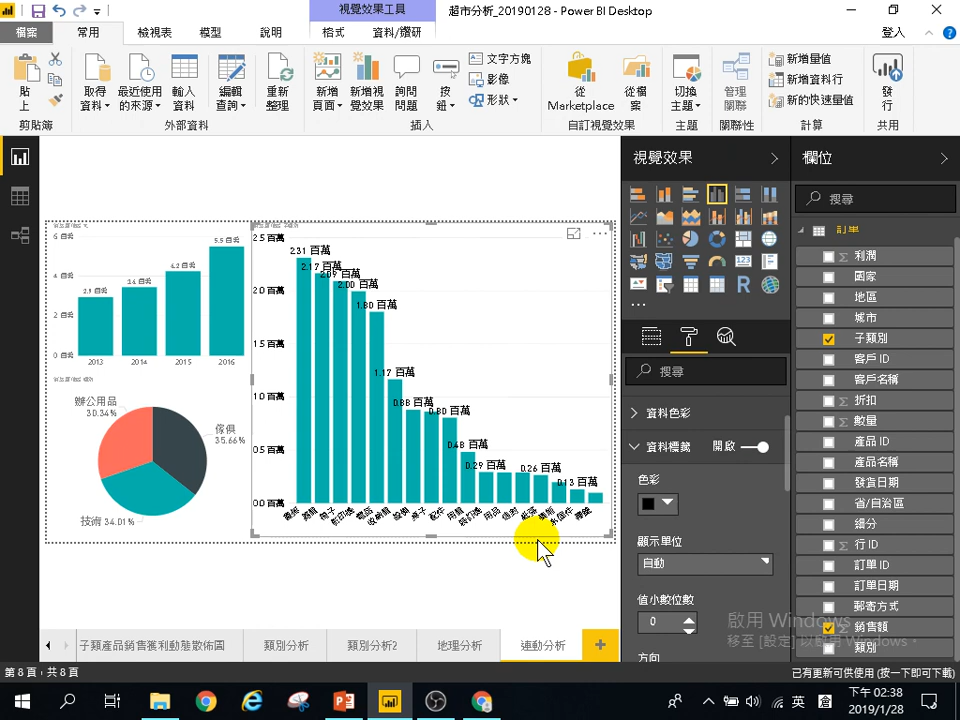 視覺效果工具
超市分析_20190128 - Power BI Desktop
檔案
常用
檢視表
模型
說明
格式
資料/鑽研
登入
貼上
剪貼簿
取得資料
最近使用的來源
輸入資料
編輯查詢
重新整理
外部資料
新增頁面
新增視覺效果
詢問問題
按鈕
文字方塊
影像
形狀
插入
從 Marketplace
從檔案
自訂視覺效果
切換主題
主題
管理關聯
關聯性
新增量值
新增資料行
新的快速量值
計算
發行
共用
6 百萬
4 百萬
2 百萬
0 百萬
2.9 百萬
3.4 百萬
4.2 百萬
5.5 百萬
2013
2014
2015
2016
辦公用品
30.34%
傢俱
35.66%
技術 34.01%
2.5 百萬
2.0 百萬
1.5 百萬
1.0 百萬
0.5 百萬
0.0 百萬
2.31 百萬
2.17 百萬
2.09 百萬
2.00 百萬
1.80 百萬
1.17 百萬
0.88 百萬
0.80 百萬
0.48 百萬
0.29 百萬
0.26 百萬
0.13 百萬
視覺效果
搜尋
資料色彩
資料標籤
開啟
色彩
顯示單位
自動
值小數位數
0
方向
欄位
搜尋
訂單
利潤
國家
地區
城市
子類別
客戶 ID
客戶名稱
折扣
數量
產品 ID
產品名稱
發貨日期
省/自治區
細分
行 ID
訂單 ID
訂單日期
郵寄方式
銷售額
類別
啟用 Windows
移至 [設定] 以啟用 Windows。
子類產品銷售獲利動態散佈圖
類別分析
類別分析2
地理分析
連動分析
第 8 頁，共 8 頁
已有更新可供使用 (按一下即可下載)
英
下午 02:38
2019/1/28